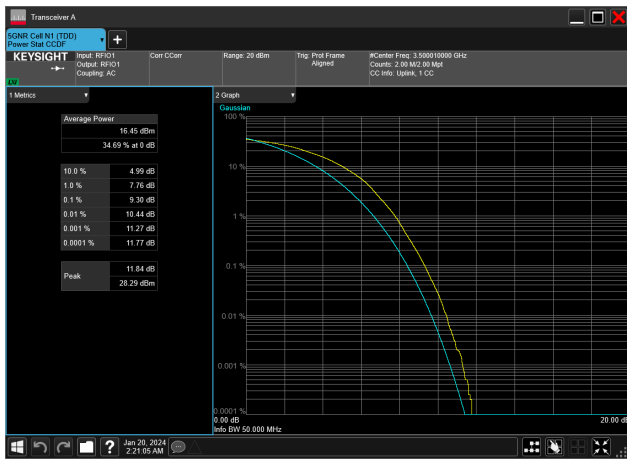 Transceiver A
5GNR Cell N1 (TDD)
Power Stat CCDF
KEYSIGHT
Input: RFIO1
Output: RFIO1
Coupling: AC
Corr CCorr
Range: 20 dBm
Trig: Prot Frame
Aligned
#Center Freq: 3.500010000 GHz
Counts: 2.00 M/2.00 Mpt
CC Info: Uplink, 1 CC
1 Metrics
Average Power
16.45 dBm
34.69 % at 0 dB
10.0 % 4.99 dB
1.0 % 7.76 dB
0.1 % 9.30 dB
0.01 % 10.44 dB
0.001 % 11.27 dB
0.0001 % 11.77 dB
Peak
11.84 dB
28.29 dBm
2 Graph
Gaussian
100 %
10 %
1 %
0.1 %
0.01 %
0.001 %
0.0001 %
0.00 dB
20.00 dB
Info BW 50.000 MHz
Jan 20, 2024
2:21:05 AM